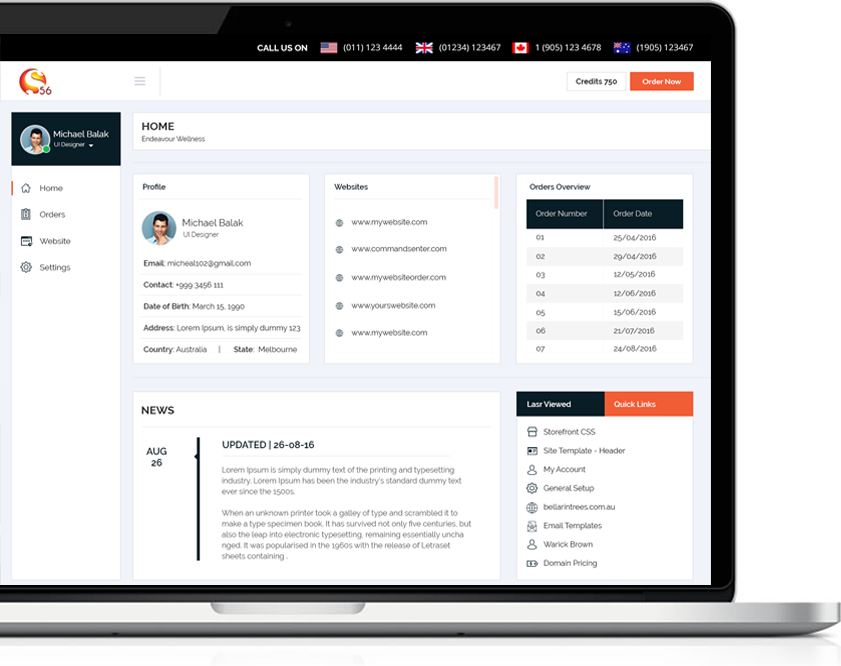 CALL US ON (011) 123 4444 (01234) 123467 1 (905) 123 4678 (1905) 123467
S56
Credits 750 Order Now
Michael Balak
UI Designer
HOME
Endeavour Wellness
Home
Orders
Website
Settings
Profile
Michael Balak
UI Designer
Email: micheal102@gmail.com
Contact: +999 3456 111
Date of Birth: March 15, 1990
Address: Lorem Ipsum, is simply dummy 123
Country: Australia | State: Melbourne
Websites
www.mywebsite.com
www.commandsenter.com
www.mywebsiteorder.com
www.yourswebsite.com
www.mywebsite.com
Orders Overview
Order Number Order Date
01 25/04/2016
02 29/04/2016
03 12/05/2016
04 12/06/2016
05 15/06/2016
06 21/07/2016
07 24/08/2016
NEWS
AUG
26
UPDATED | 26-08-16
Lorem Ipsum is simply dummy text of the printing and typesetting
industry. Lorem Ipsum has been the industry's standard dummy text
ever since the 1500s.
When an unknown printer took a galley of type and scrambled it to
make a type specimen book. It has survived not only five centuries, but
also the leap into electronic typesetting, remaining essentially uncha
nged. It was popularised in the 1960s with the release of Letraset
sheets containing .
Lasr Viewed Quick Links
Storefront CSS
Site Template - Header
My Account
General Setup
bellarintrees.com.au
Email Templates
Warick Brown
Domain Pricing